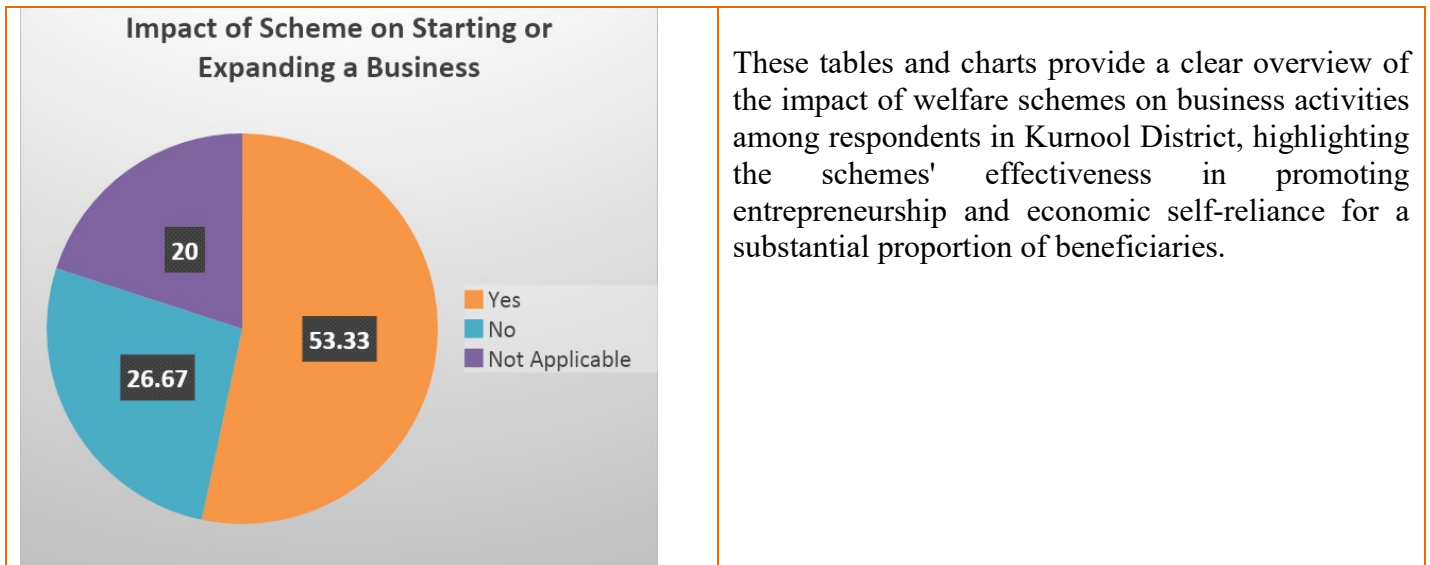 Impact of Scheme on Starting or
Expanding a Business
20
53.33
26.67
Yes
No
Not Applicable
These tables and charts provide a clear overview of
the impact of welfare schemes on business activities
among respondents in Kurnool District, highlighting
the schemes' effectiveness in promoting
entrepreneurship and economic self-reliance for a
substantial proportion of beneficiaries.